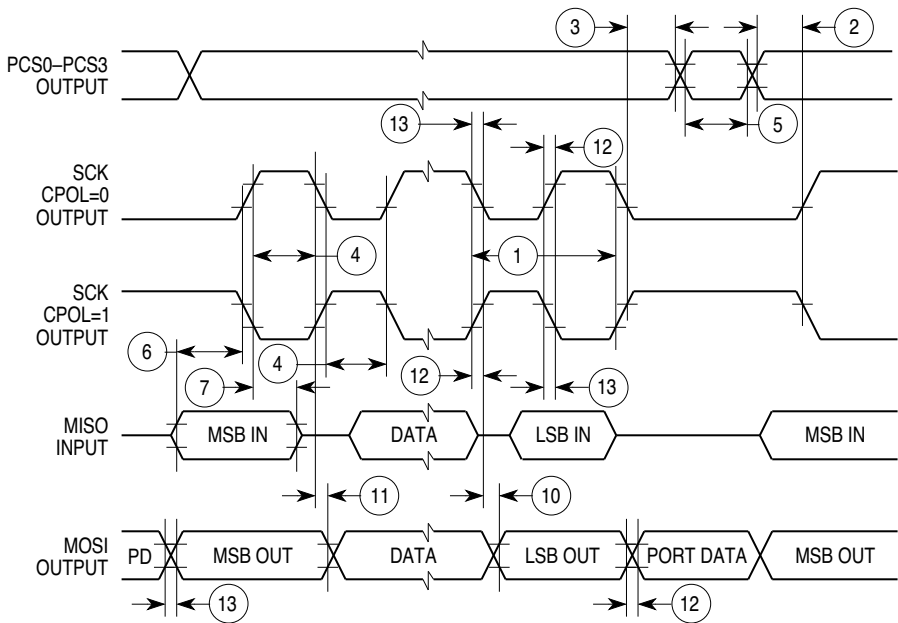 3
2
PCS0–PCS3
OUTPUT
5
13
12
SCK
CPOL=0
OUTPUT
4
1
SCK
CPOL=1
OUTPUT
6
4
12
13
7
MISO
INPUT
MSB IN
DATA
LSB IN
MSB IN
11
10
MOSI
OUTPUT
PD
MSB OUT
DATA
LSB OUT
PORT DATA
MSB OUT
13
12